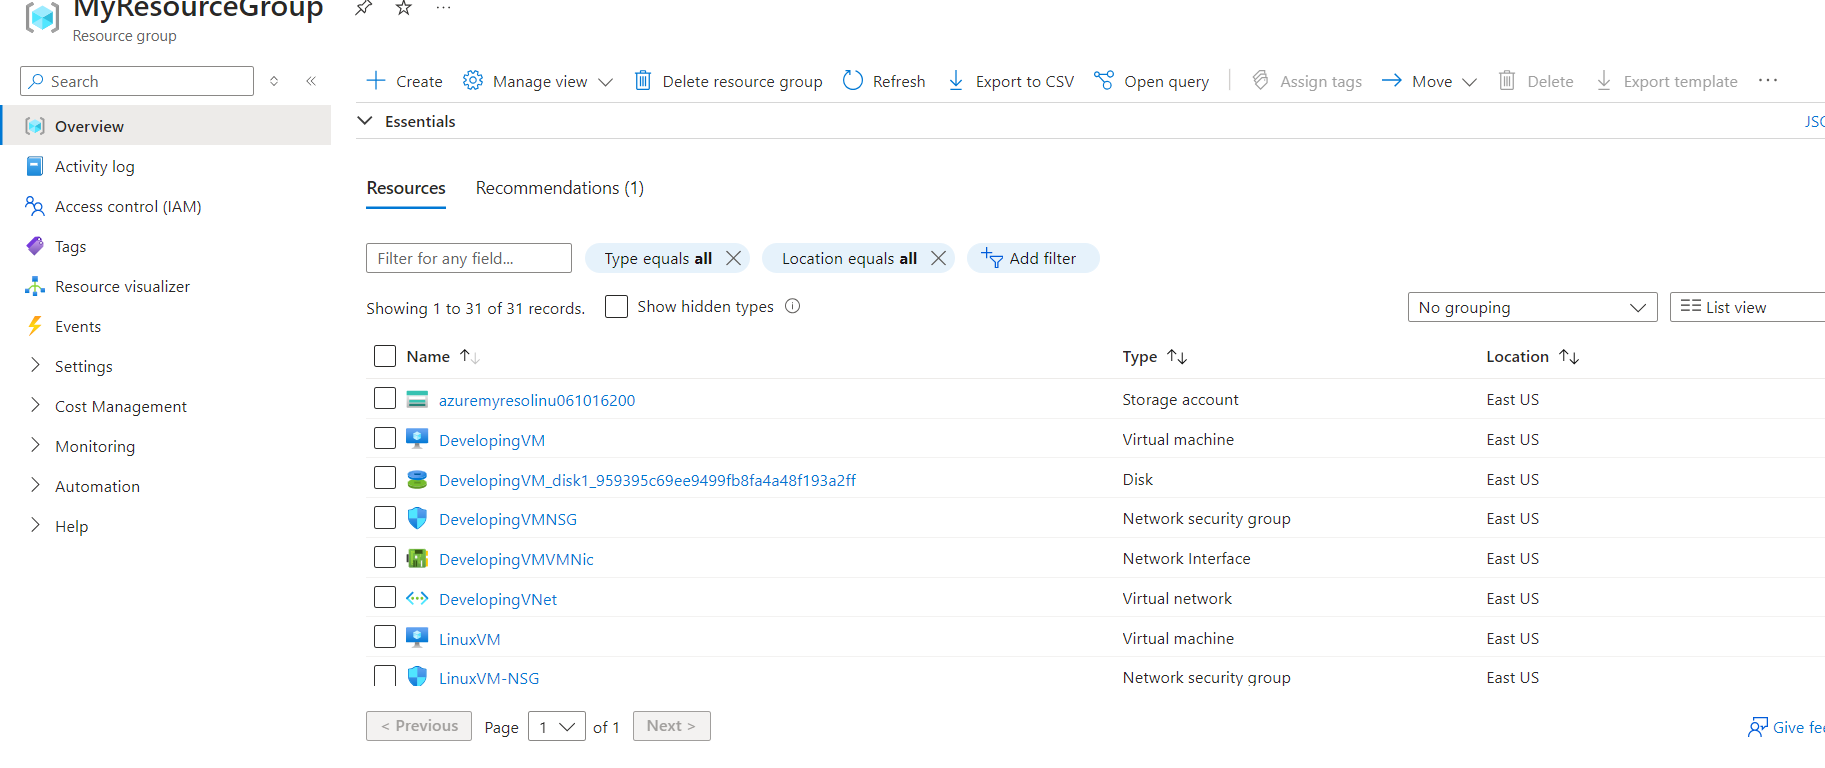 MyResourceGroup
Resource group
Search
Create
Manage view
Delete resource group
Refresh
Export to CSV
Open query
Assign tags
Move
Delete
Export template
Overview
Activity log
Access control (IAM)
Tags
Resource visualizer
Events
Settings
Cost Management
Monitoring
Automation
Help
Essentials
JSO
Resources Recommendations (1)
Filter for any field...
Type equals all
Location equals all
Add filter
Showing 1 to 31 of 31 records.
Show hidden types
No grouping
List view
Name Type Location
azuremyresolinu061016200 Storage account East US
DevelopingVM Virtual machine East US
DevelopingVM_disk1_959395c69ee9499fb8fa4a48f193a2ff Disk East US
DevelopingVMNSG Network security group East US
DevelopingVMVMNic Network Interface East US
DevelopingVNet Virtual network East US
LinuxVM Virtual machine East US
LinuxVM-NSG Network security group East US
< Previous Page 1 of 1 Next >
Give fee